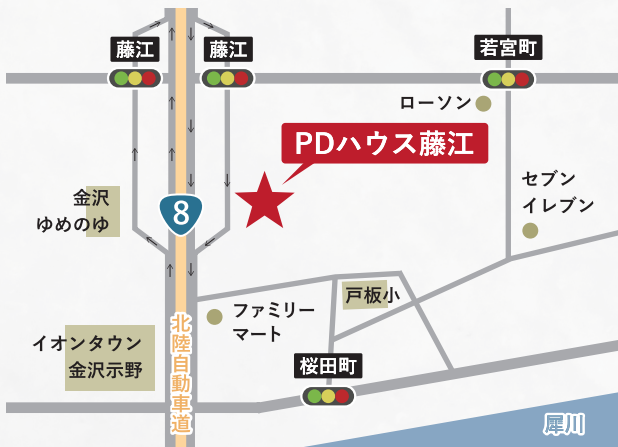 藤江
藤江
若宮町
ローソン
PDハウス藤江
セブン
イレブン
金沢
ゆめのゆ
8
戸板小
ファミリー
マート
北陸自動車道
イオンタウン
金沢示野
桜田町
犀川